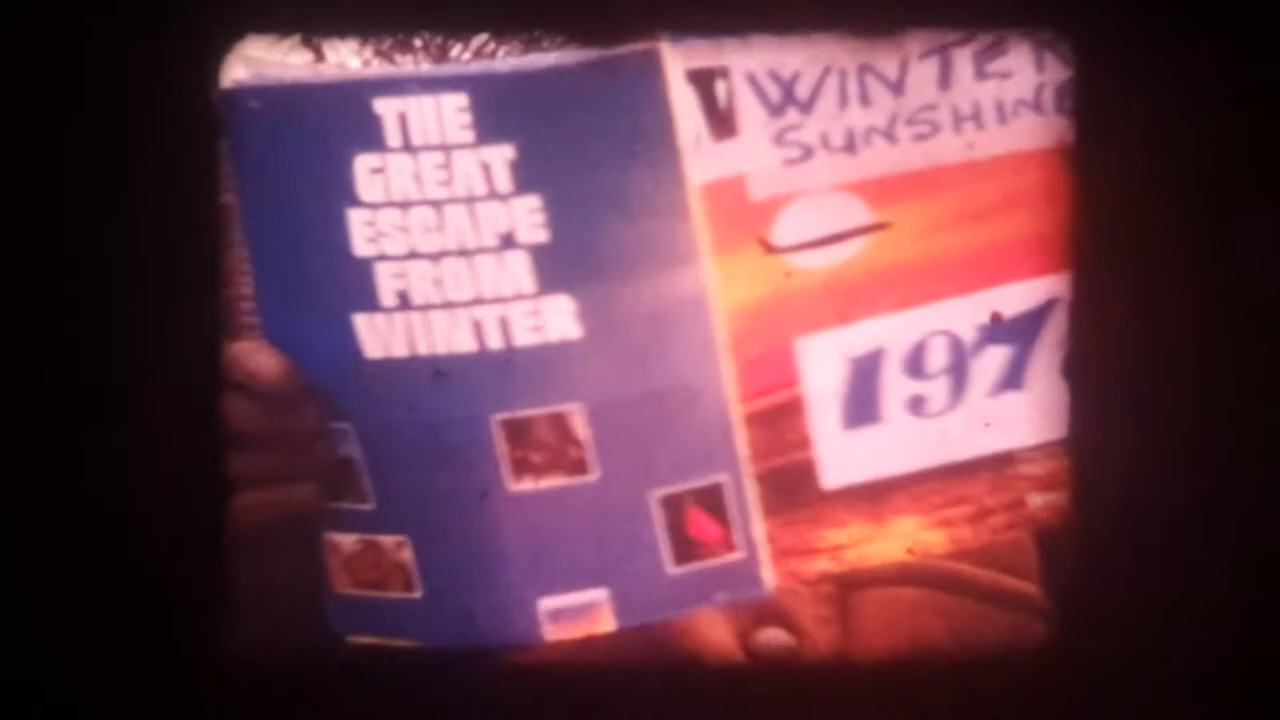 THE
GREAT
ESCAPE
FROM
WINTER
WINTER
SUNSHINE
197